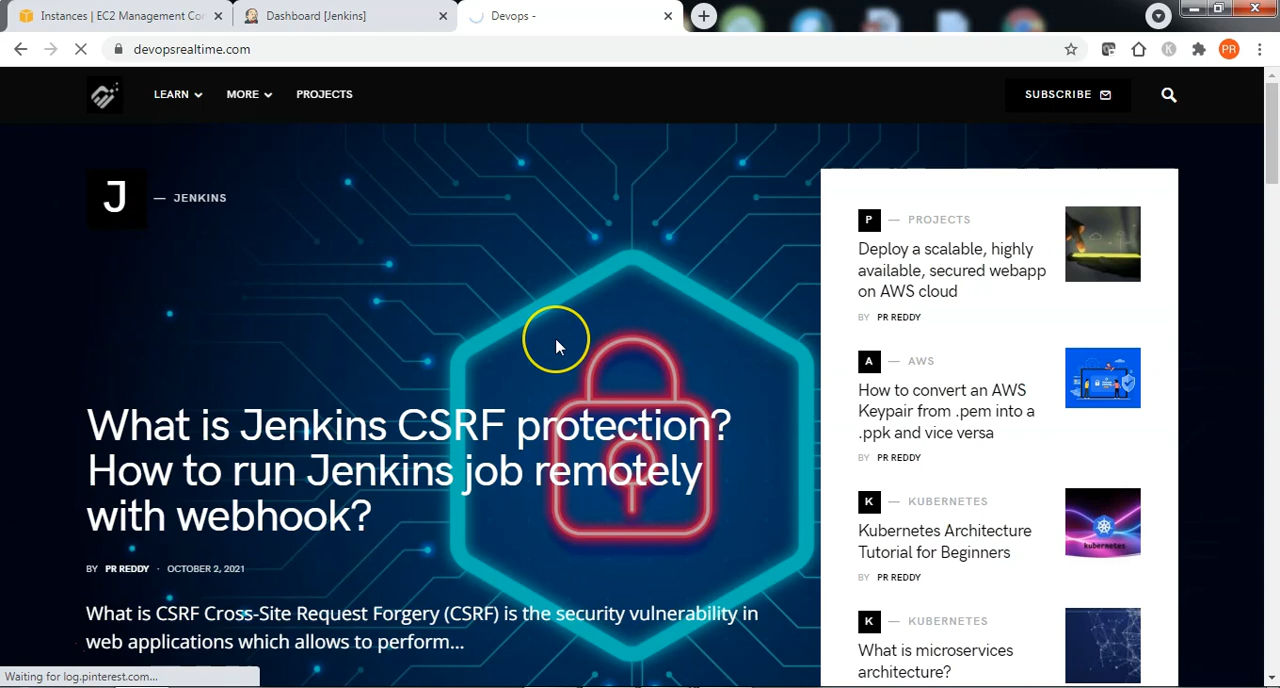 Instances | EC2 Management Co
Dashboard [Jenkins]
Devops -
devopsrealtime.com
K
PR
LEARN
MORE
PROJECTS
SUBSCRIBE
J
— JENKINS
What is Jenkins CSRF protection?
How to run Jenkins job remotely
with webhook?
BY PR REDDY · OCTOBER 2, 2021
What is CSRF Cross-Site Request Forgery (CSRF) is the security vulnerability in
web applications which allows to perform...
P — PROJECTS
Deploy a scalable, highly
available, secured webapp
on AWS cloud
BY PR REDDY
A — AWS
How to convert an AWS
Keypair from .pem into a
.ppk and vice versa
BY PR REDDY
K — KUBERNETES
Kubernetes Architecture
Tutorial for Beginners
BY PR REDDY
kubernetes
K — KUBERNETES
What is microservices
architecture?
Waiting for log.pinterest.com...